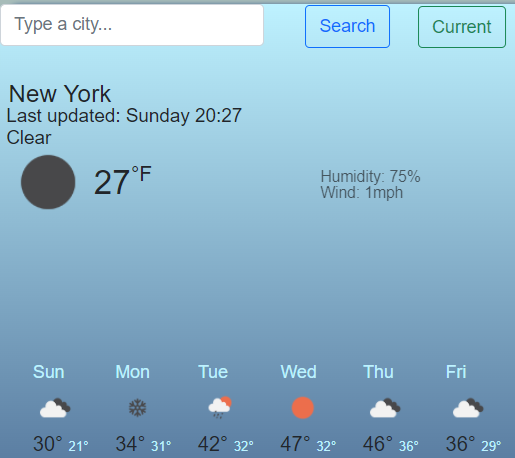 Type a city...
Search
Current
New York
Last updated: Sunday 20:27
Clear
27°F
Humidity: 75%
Wind: 1mph
Sun Mon Tue Wed Thu Fri
30° 21° 34° 31° 42° 32° 47° 32° 46° 36° 36° 29°